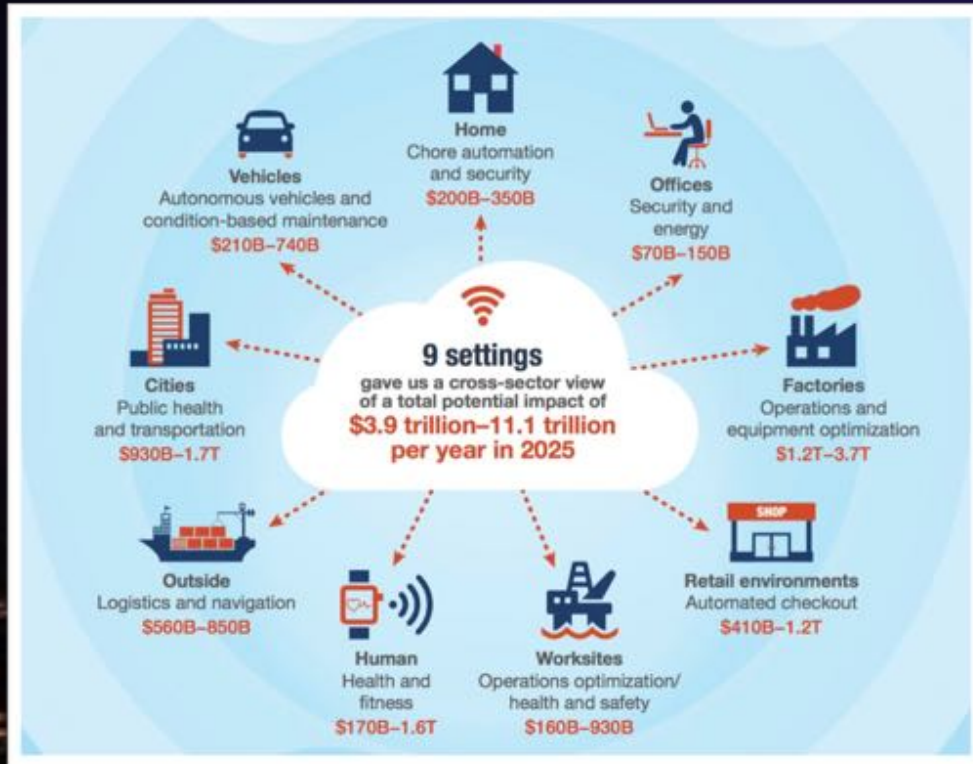 Home
Chore automation
and security
$200B–350B
Vehicles
Autonomous vehicles and
condition-based maintenance
$210B–740B
Offices
Security and
energy
$70B–150B
9 settings
gave us a cross-sector view
of a total potential impact of
$3.9 trillion–11.1 trillion
per year in 2025
Cities
Public health
and transportation
$930B–1.7T
Factories
Operations and
equipment optimization
$1.2T–3.7T
Outside
Logistics and navigation
$560B–850B
SHOP
Retail environments
Automated checkout
$410B–1.2T
Human
Health and
fitness
$170B–1.6T
Worksites
Operations optimization/
health and safety
$160B–930B